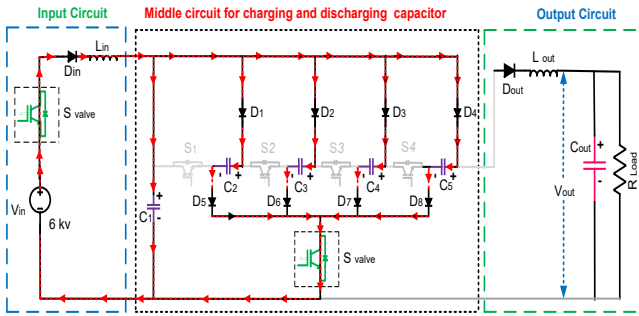 Input Circuit
Middle circuit for charging and discharging capacitor
Output Circuit
Din
Lin
S valve
Vin
6 kv
D1
D2
D3
D4
S1
S2
S3
S4
C1
+
-
- C2 +
- C3 +
- C4 +
- C5 +
D5
D6
D7
D8
S valve
Dout
L out
Cout
+
-
Vout
R Load